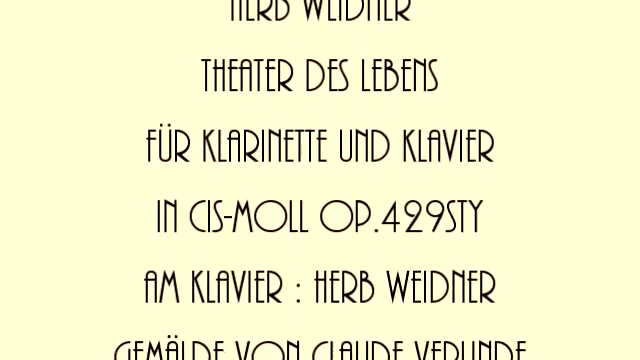 HERB WEIDNER
THEATER DES LEBENS
FÜR KLARINETTE UND KLAVIER
IN CIS-MOLL OP.429STY
AM KLAVIER : HERB WEIDNER
GEMÄLDE VON CLAUDE VERLINDE